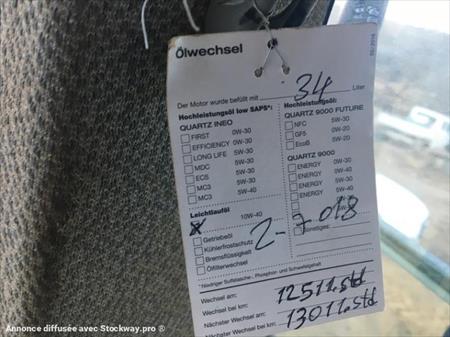 Ölwechsel
Der Motor wurde befüllt mit 34 Liter
Hochleistungsöl low SAPS*:
QUARTZ INEO
FIRST 0W-30
EFFICIENCY 0W-30
LONG LIFE 5W-30
MDC 5W-30
ECS 5W-30
MC3 5W-30
MC3 5W-40
Leichtlauföl
10W-40
Getriebeöl
Kühlerfrostschutz
Bremsflüssigkeit
Ölfilterwechsel
Hochleistungsöl:
QUARTZ 9000 FUTURE
NFC 5W-30
GF5 0W-20
EcoB 5W-20
QUARTZ 9000
ENERGY 0W-30
ENERGY 0W-40
ENERGY 5W-40
Sonstiges:
2-7-018
*Niedriger Sulfatasche-, Phosphor- und Schwefelgehalt
Wechsel am: 12511.std
Wechsel bei km:
Nächster Wechsel am: 13011.std
Nächster Wechsel bei km:
Annonce diffusée avec Stockway.pro ®